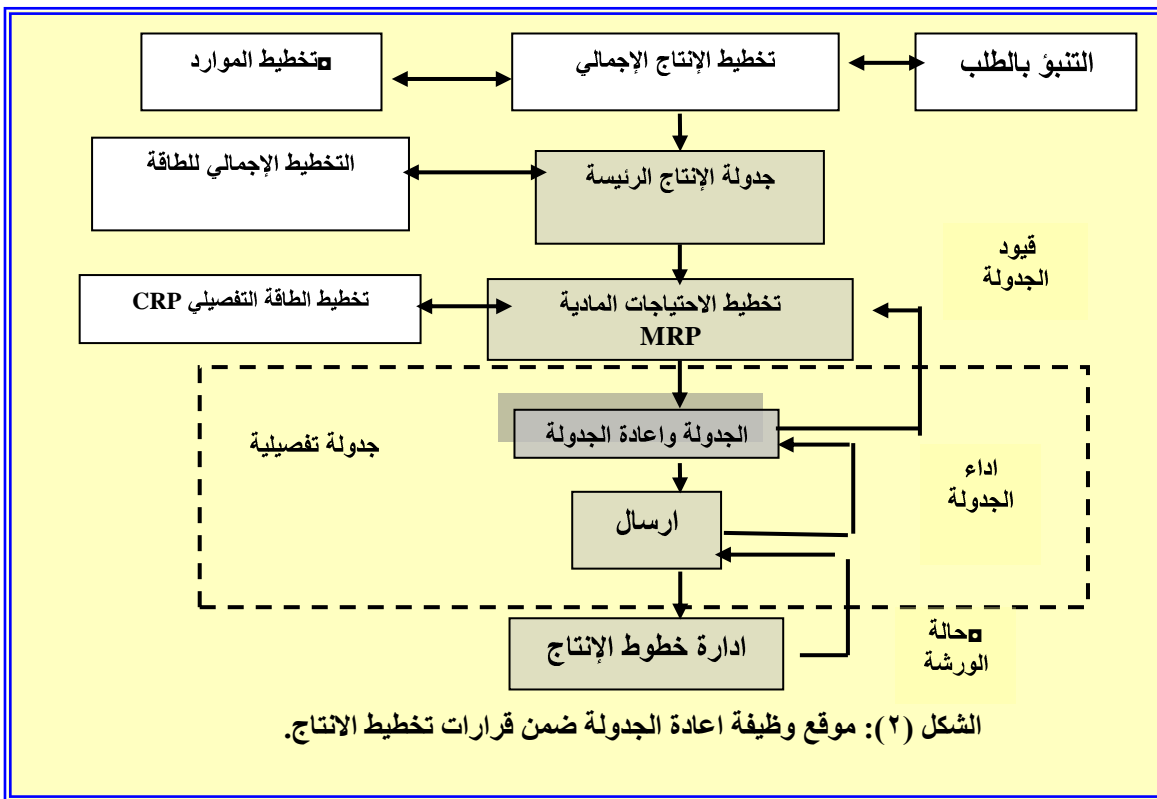 التنبؤ بالطلب
تخطيط الإنتاج الإجمالي
تخطيط الموارد
جدولة الإنتاج الرئيسة
التخطيط الإجمالي للطاقة
قيود
الجدولة
تخطيط الاحتياجات المادية
MRP
تخطيط الطاقة التفصيلي CRP
الجدولة واعادة الجدولة
جدولة تفصيلية
اداء
الجدولة
ارسال
حالة
الورشة
ادارة خطوط الإنتاج
الشكل (٢): موقع وظيفة اعادة الجدولة ضمن قرارات تخطيط الانتاج.